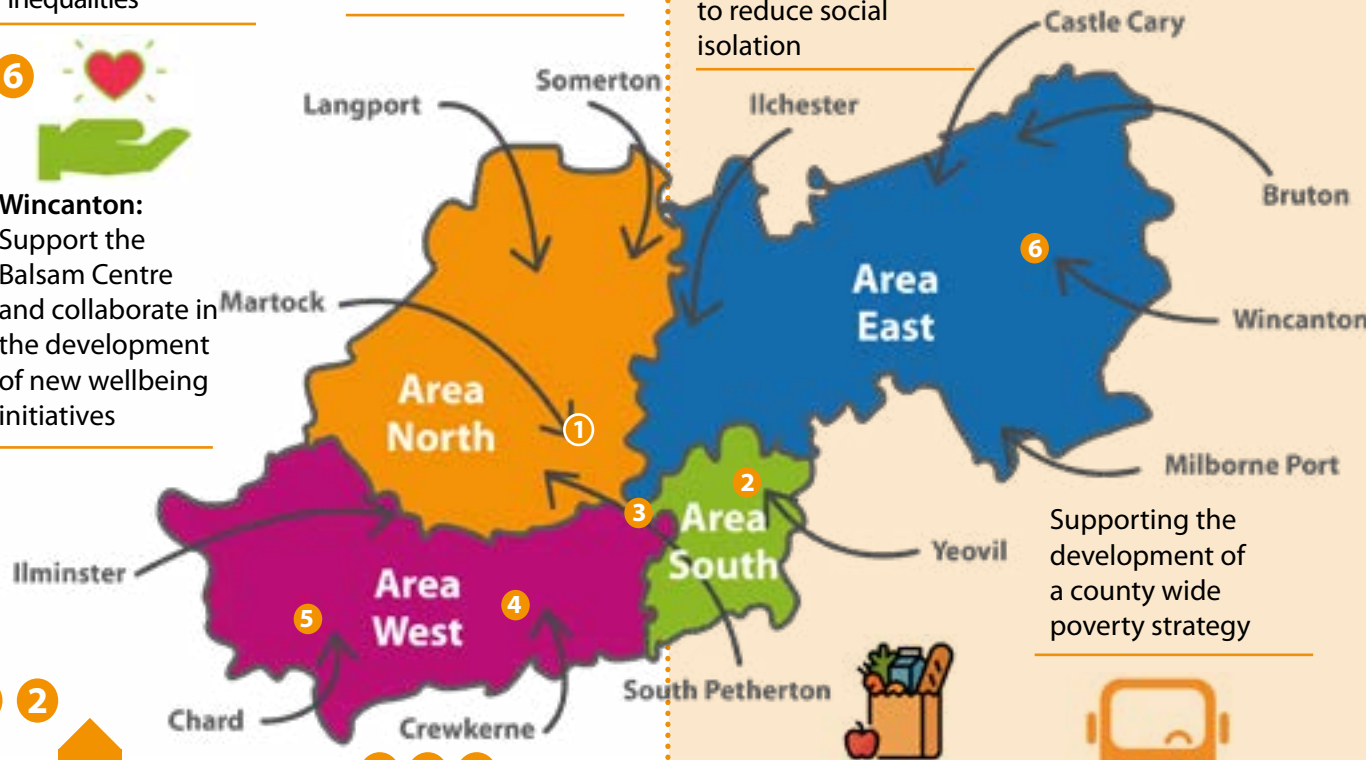 inequalities
to reduce social
isolation
6
Wincanton:
Support the
Balsam Centre
and collaborate in
the development
of new wellbeing
initiatives
Castle Cary
Somerton
Langport
Ilchester
Bruton
6
Area
East
Martock
Wincanton
Area
North
1
Milborne Port
2
3
Area
South
Yeovil
Supporting the
development of
a county wide
poverty strategy
Ilminster
Area
West
4
5
South Petherton
2
Chard
Crewkerne